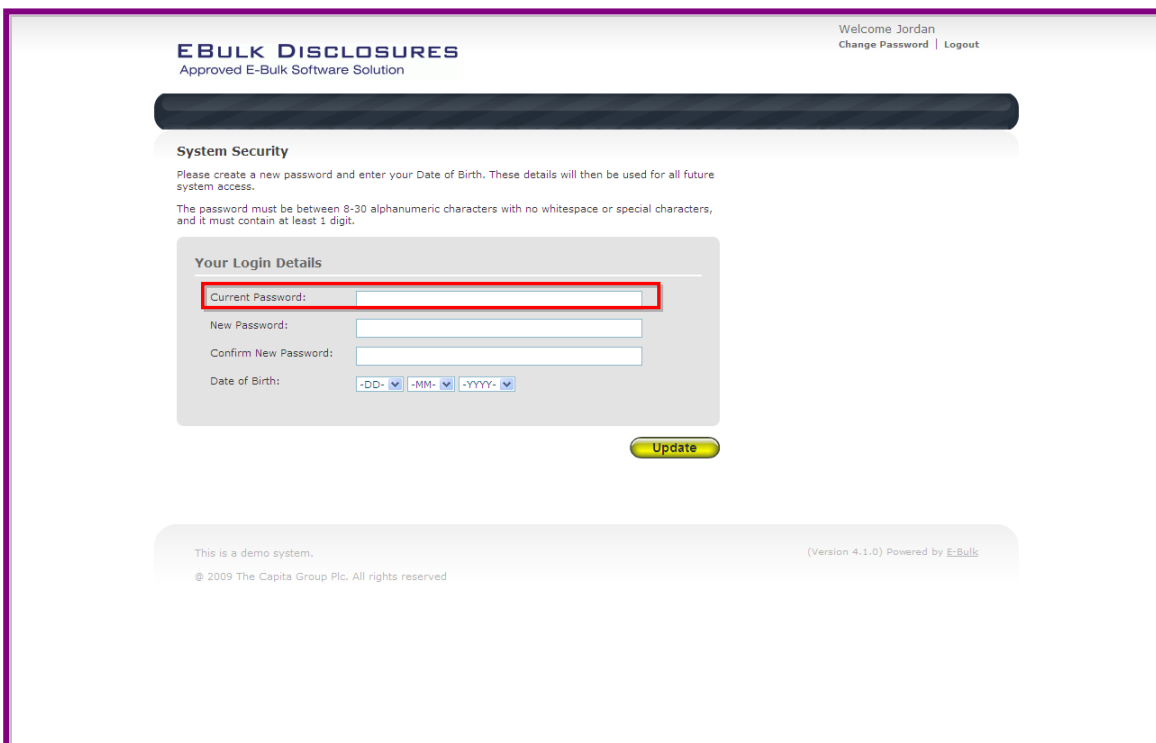 Welcome Jordan
Change Password | Logout
EBULK DISCLOSURES
Approved E-Bulk Software Solution
System Security
Please create a new password and enter your Date of Birth. These details will then be used for all future
system access.
The password must be between 8-30 alphanumeric characters with no whitespace or special characters,
and it must contain at least 1 digit.
Your Login Details
Current Password:
New Password:
Confirm New Password:
Date of Birth: -DD- -MM- -YYYY-
Update
This is a demo system. (Version 4.1.0) Powered by E-Bulk
@ 2009 The Capita Group Plc. All rights reserved